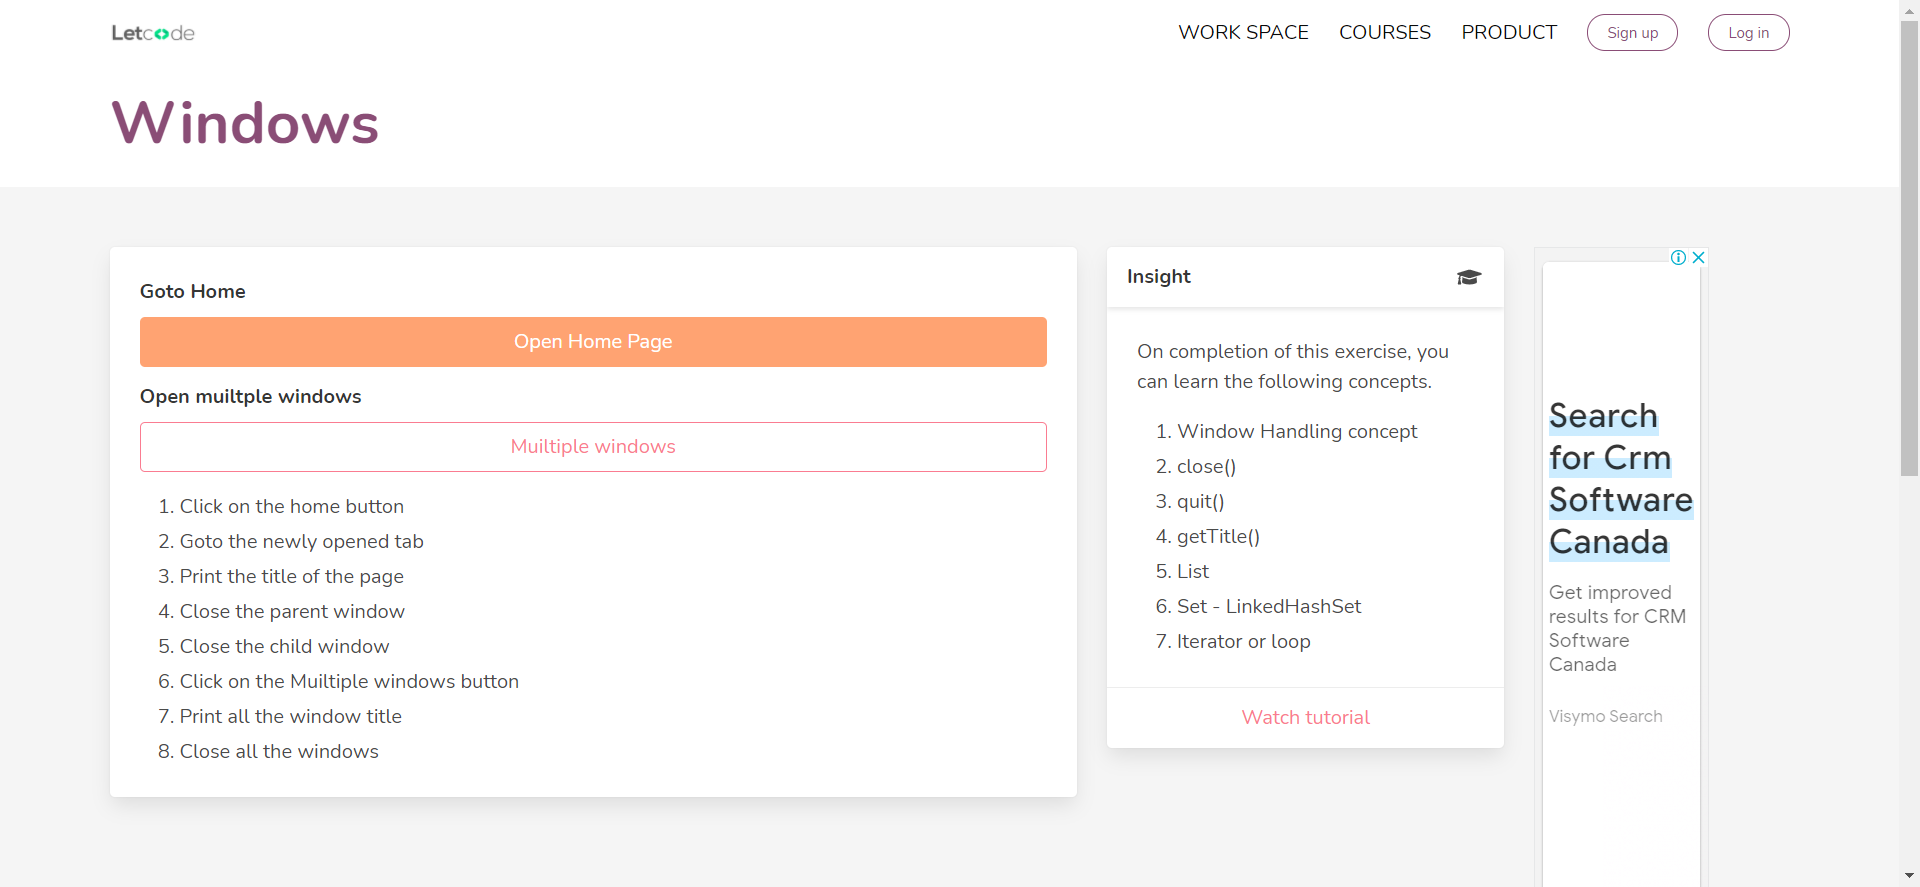 Letcode
WORK SPACE
COURSES
PRODUCT
Sign up
Log in
Windows
Goto Home
Open Home Page
Open muiltple windows
Muiltiple windows
1. Click on the home button
2. Goto the newly opened tab
3. Print the title of the page
4. Close the parent window
5. Close the child window
6. Click on the Muiltiple windows button
7. Print all the window title
8. Close all the windows
Insight
On completion of this exercise, you
can learn the following concepts.
1. Window Handling concept
2. close()
3. quit()
4. getTitle()
5. List
6. Set - LinkedHashSet
7. Iterator or loop
Watch tutorial
Search
for Crm
Software
Canada
Get improved
results for CRM
Software
Canada
Visymo Search